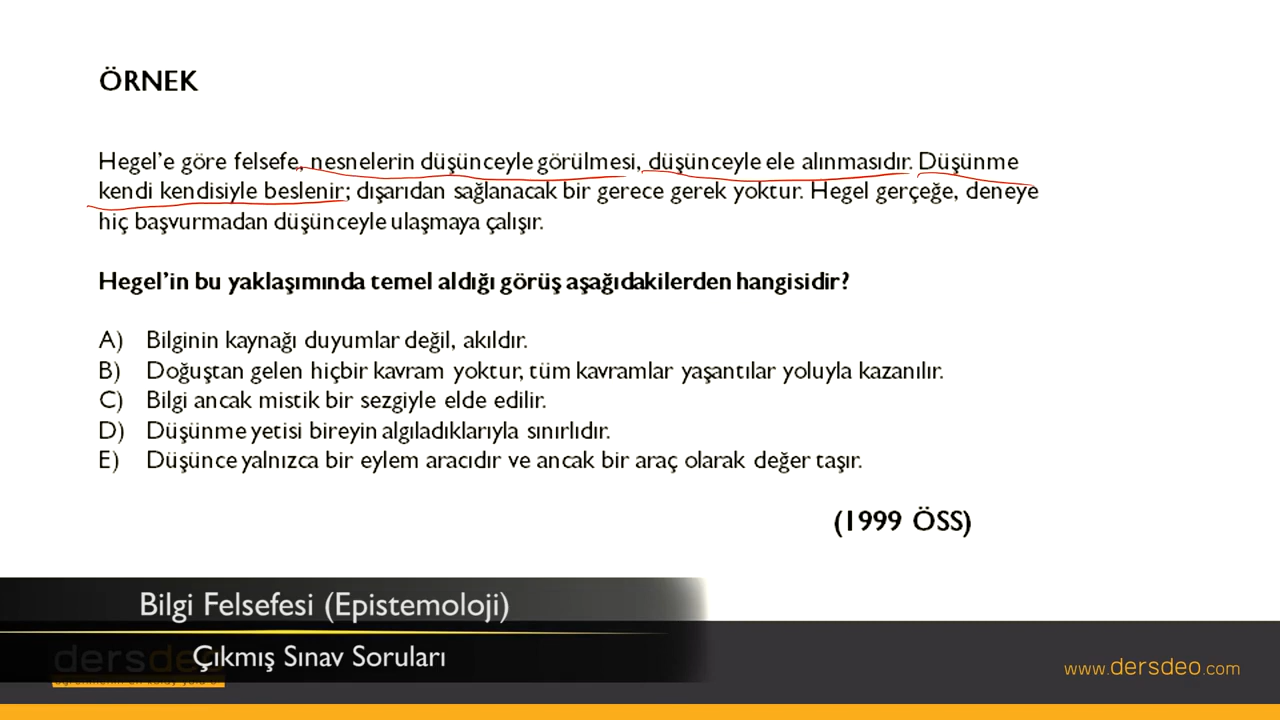 ÖRNEK
Hegel'e göre felsefe, nesnelerin düşünceyle görülmesi, düşünceyle ele alınmasıdır. Düşünme
kendi kendisiyle beslenir; dışarıdan sağlanacak bir gerece gerek yoktur. Hegel gerçeğe, deneye
hiç başvurmadan düşünceyle ulaşmaya çalışır.
Hegel'in bu yaklaşımında temel aldığı görüş aşağıdakilerden hangisidir?
A) Bilginin kaynağı duyumlar değil, akıldır.
B) Doğuştan gelen hiçbir kavram yoktur, tüm kavramlar yaşantılar yoluyla kazanılır.
C) Bilgi ancak mistik bir sezgiyle elde edilir.
D) Düşünme yetisi bireyin algıladıklarıyla sınırlıdır.
E) Düşünce yalnızca bir eylem aracıdır ve ancak bir araç olarak değer taşır.
(1999 ÖSS)
Bilgi Felsefesi (Epistemoloji)
Çıkmış Sınav Soruları
dersdeo
www.dersdeo.com